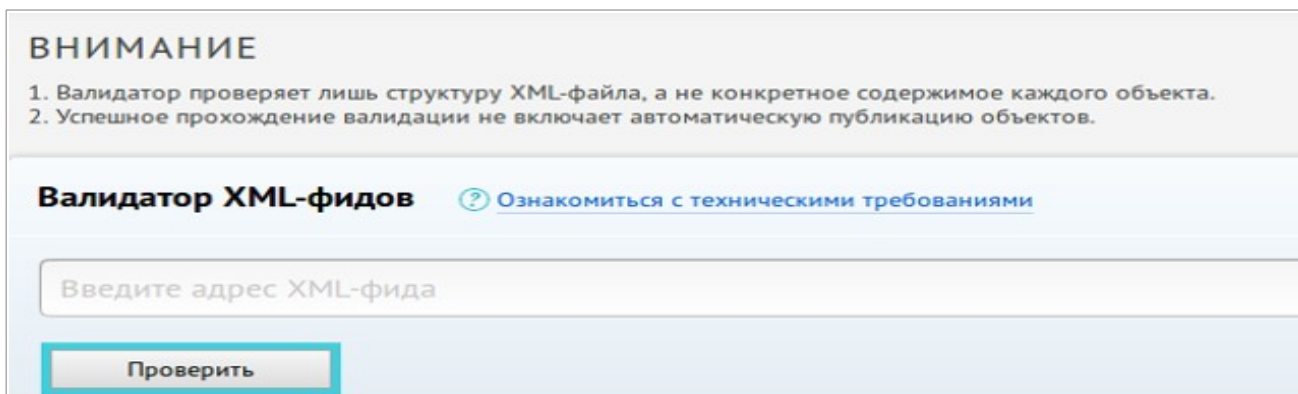 ВНИМАНИЕ
1. Валидатор проверяет лишь структуру XML-файла, а не конкретное содержимое каждого объекта.
2. Успешное прохождение валидации не включает автоматическую публикацию объектов.
Валидатор XML-фидов ? Ознакомиться с техническими требованиями
Введите адрес XML-фида
Проверить